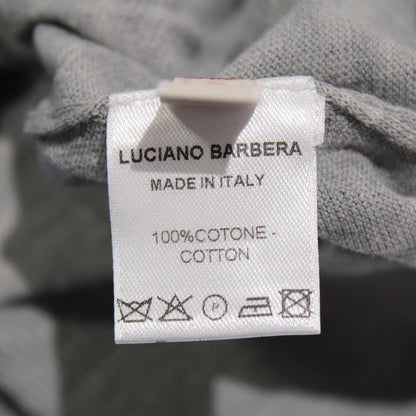 LUCIANO BARBERA
MADE IN ITALY
100%COTONE -
COTTON
P